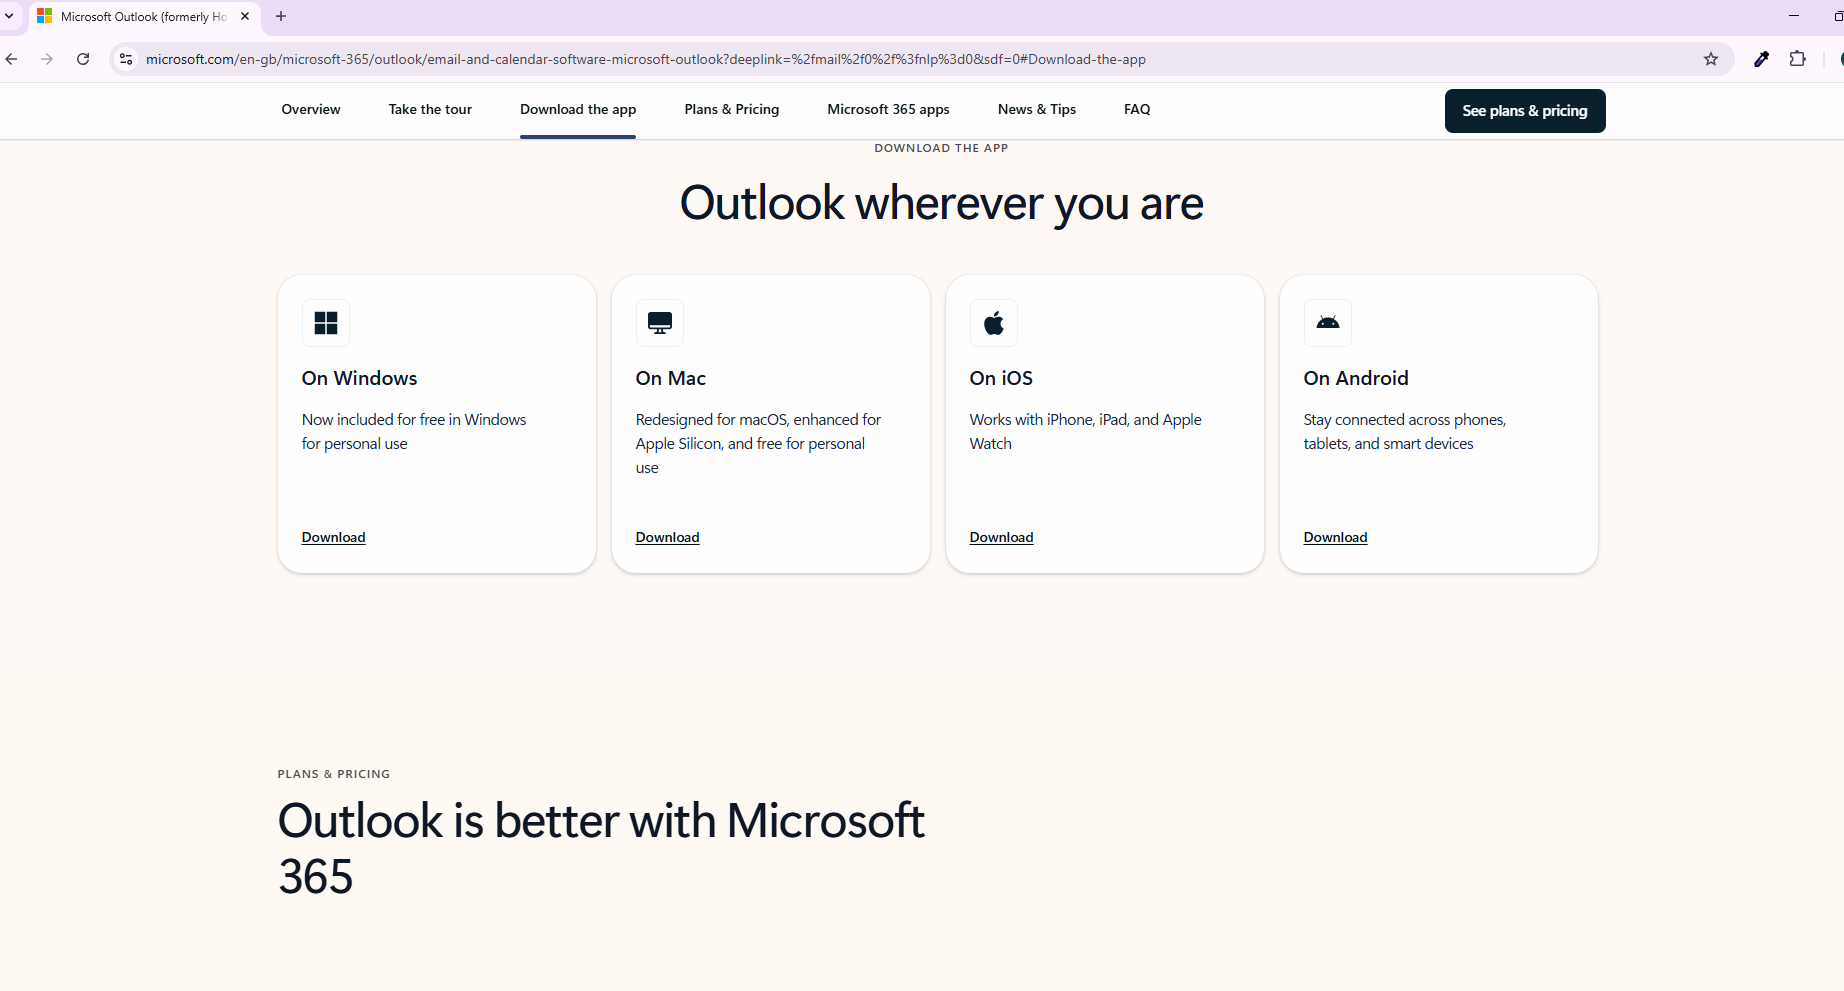 Microsoft Outlook (formerly Ho
microsoft.com/en-gb/microsoft-365/outlook/email-and-calendar-software-microsoft-outlook?deeplink=%2fmail%2f0%2f%3fnlp%3d0&sdf=0#Download-the-app
Overview
Take the tour
Download the app
Plans & Pricing
Microsoft 365 apps
News & Tips
FAQ
See plans & pricing
DOWNLOAD THE APP
Outlook wherever you are
On Windows
Now included for free in Windows
for personal use
Download
On Mac
Redesigned for macOS, enhanced for
Apple Silicon, and free for personal
use
Download
On iOS
Works with iPhone, iPad, and Apple
Watch
Download
On Android
Stay connected across phones,
tablets, and smart devices
Download
PLANS & PRICING
Outlook is better with Microsoft
365